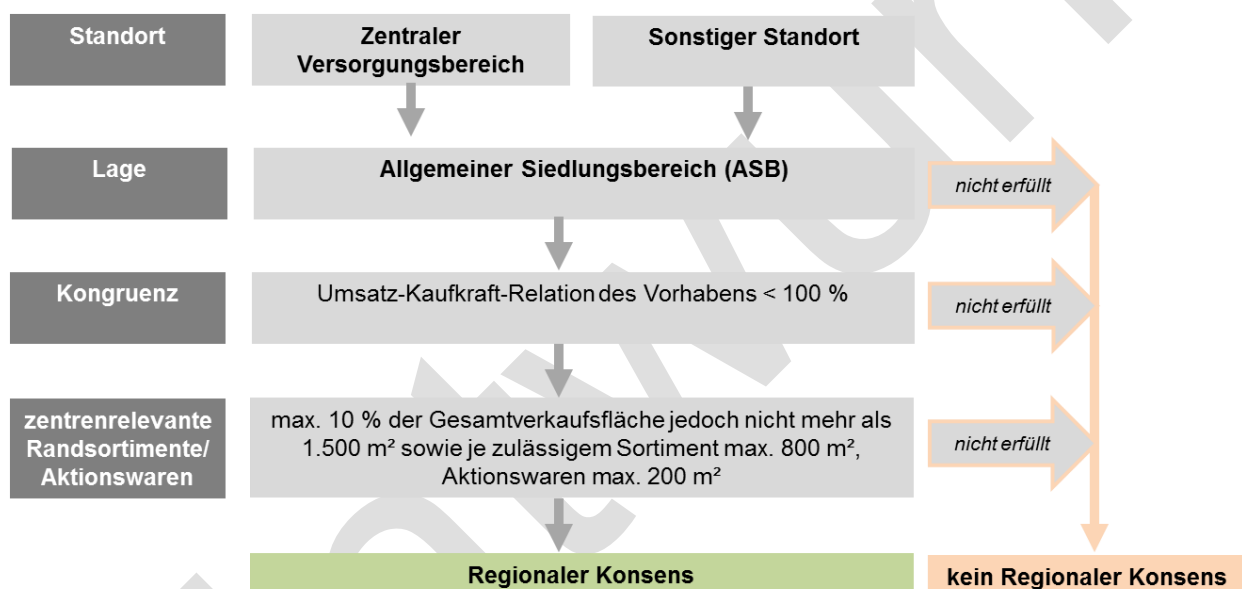 Standort
Zentraler
Versorgungsbereich
Sonstiger Standort
Lage
Allgemeiner Siedlungsbereich (ASB)
nicht erfüllt
Kongruenz
Umsatz-Kaufkraft-Relation des Vorhabens < 100 %
nicht erfüllt
zentrenrelevante
Randsortimente/
Aktionswaren
max. 10 % der Gesamtverkaufsfläche jedoch nicht mehr als
1.500 m² sowie je zulässigem Sortiment max. 800 m²,
Aktionswaren max. 200 m²
nicht erfüllt
Regionaler Konsens
kein Regionaler Konsens